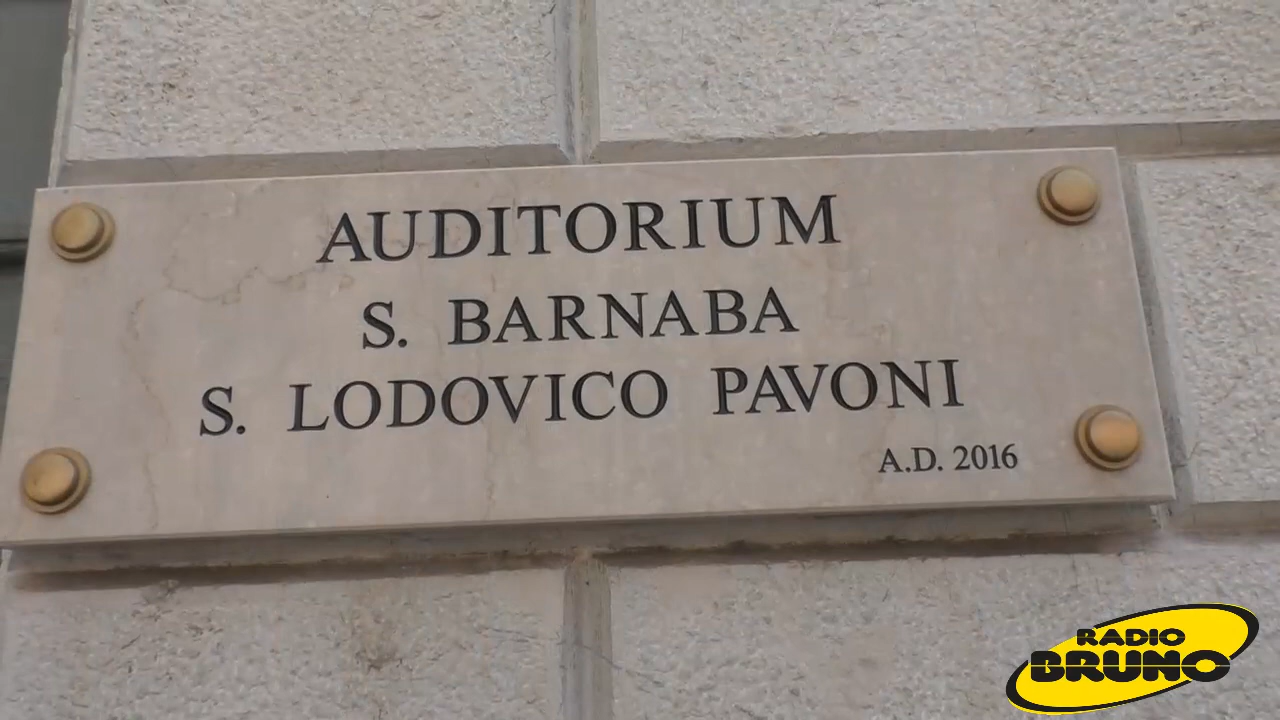 AUDITORIUM
S. BARNABA
S. LODOVICO PAVONI
A.D. 2016
RADIO
BRUNO